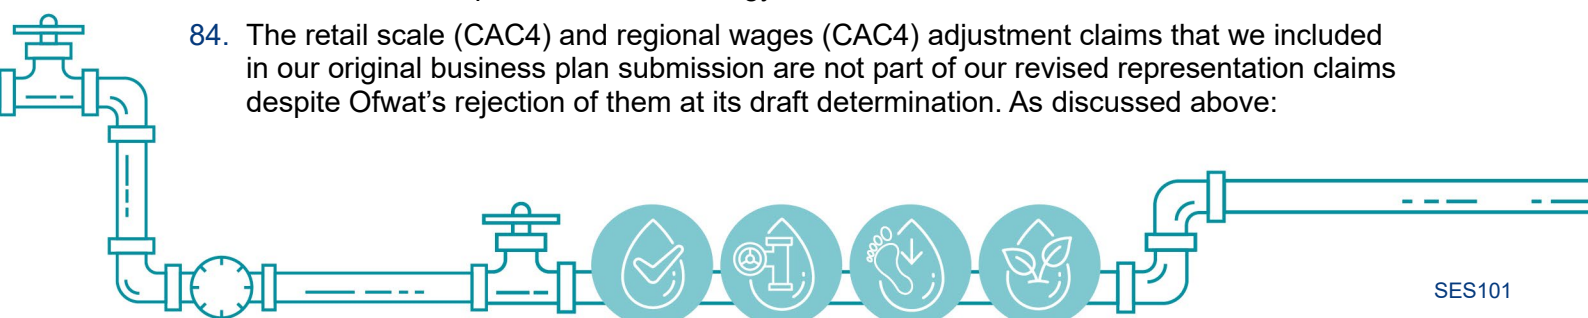 84. The retail scale (CAC4) and regional wages (CAC4) adjustment claims that we included
in our original business plan submission are not part of our revised representation claims
despite Ofwat's rejection of them at its draft determination. As discussed above:
SES101